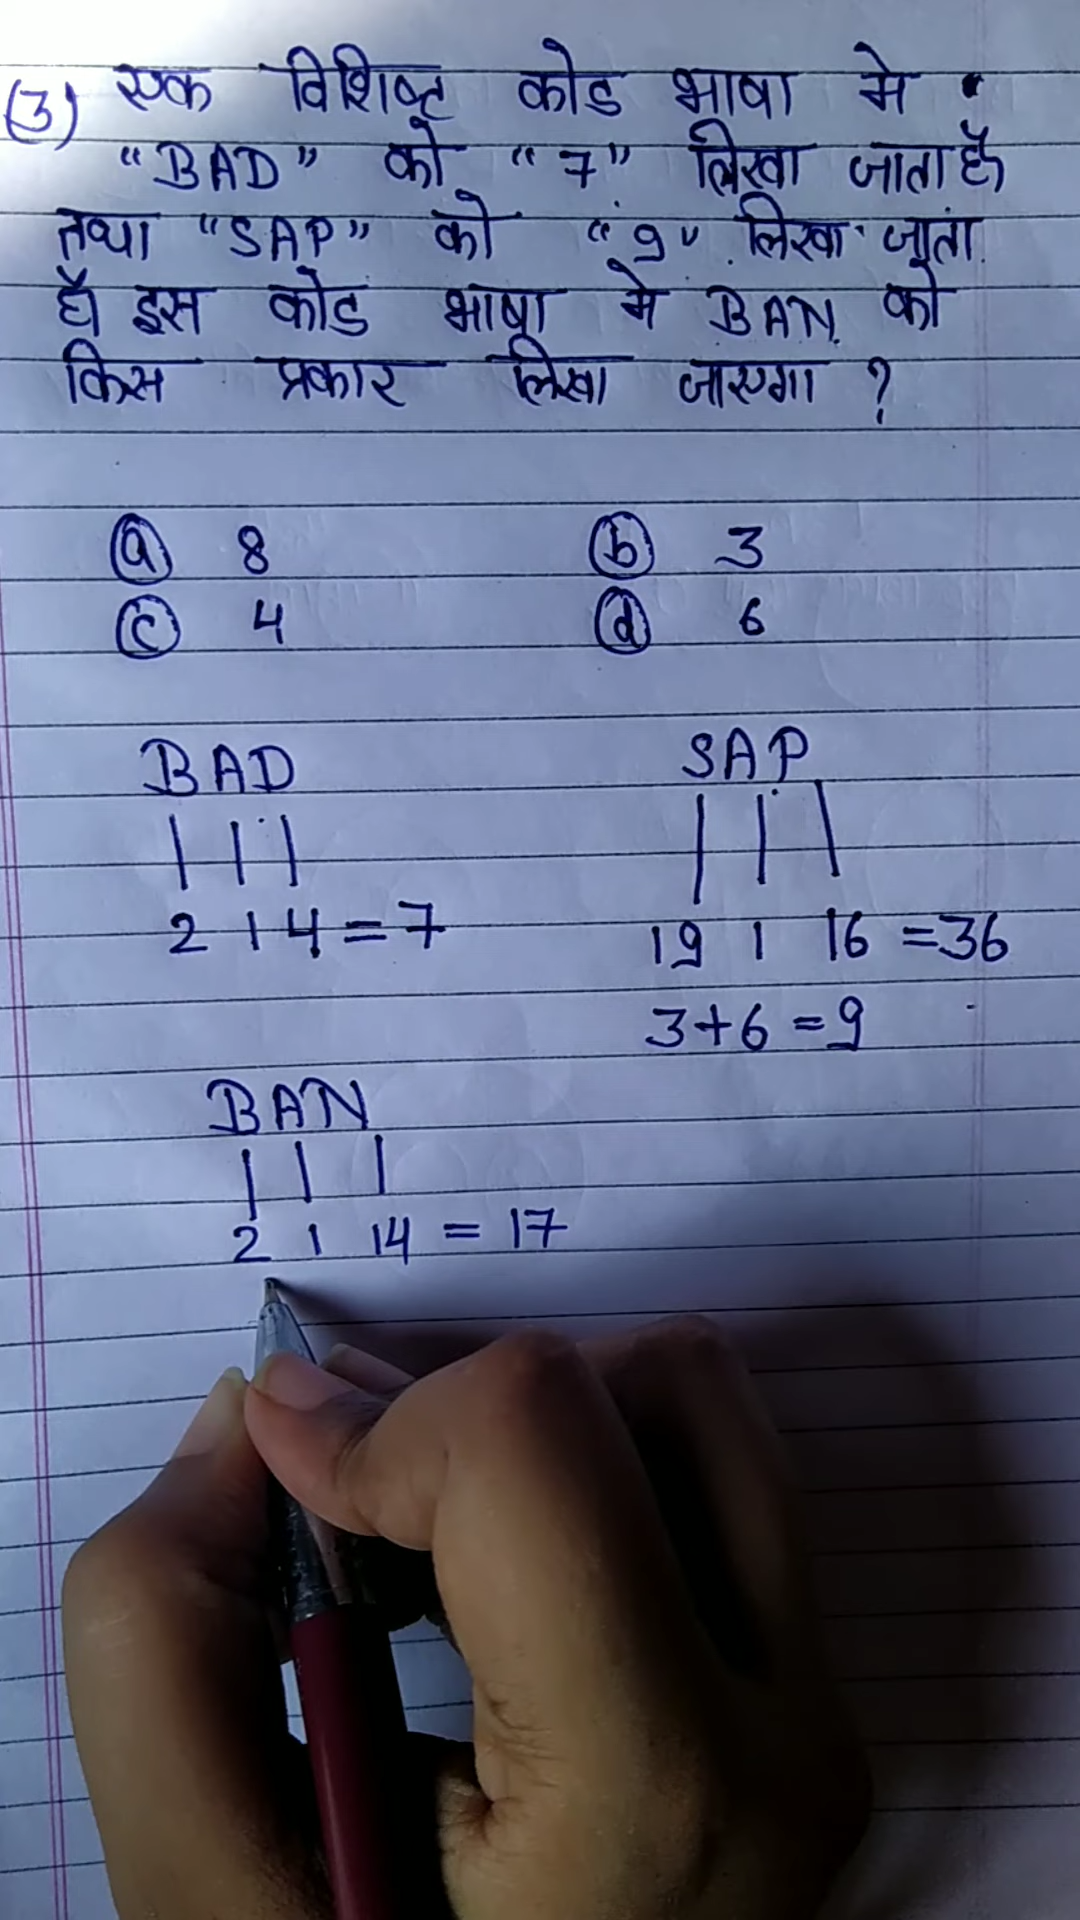 (3) एक विशिष्ट कोड भाषा मे
"BAD" को "7" लिखा जाता है
तथा "SAP" को "9" लिखा जाता
है इस कोड भाषा मे BAN को
किस प्रकार लिखा जाएगा ?
(a) 8 (b) 3
(c) 4 (d) 6
BAD SAP
2 1 4 = 7 19 1 16 = 36
3+6 = 9
BAN
2 1 14 = 17